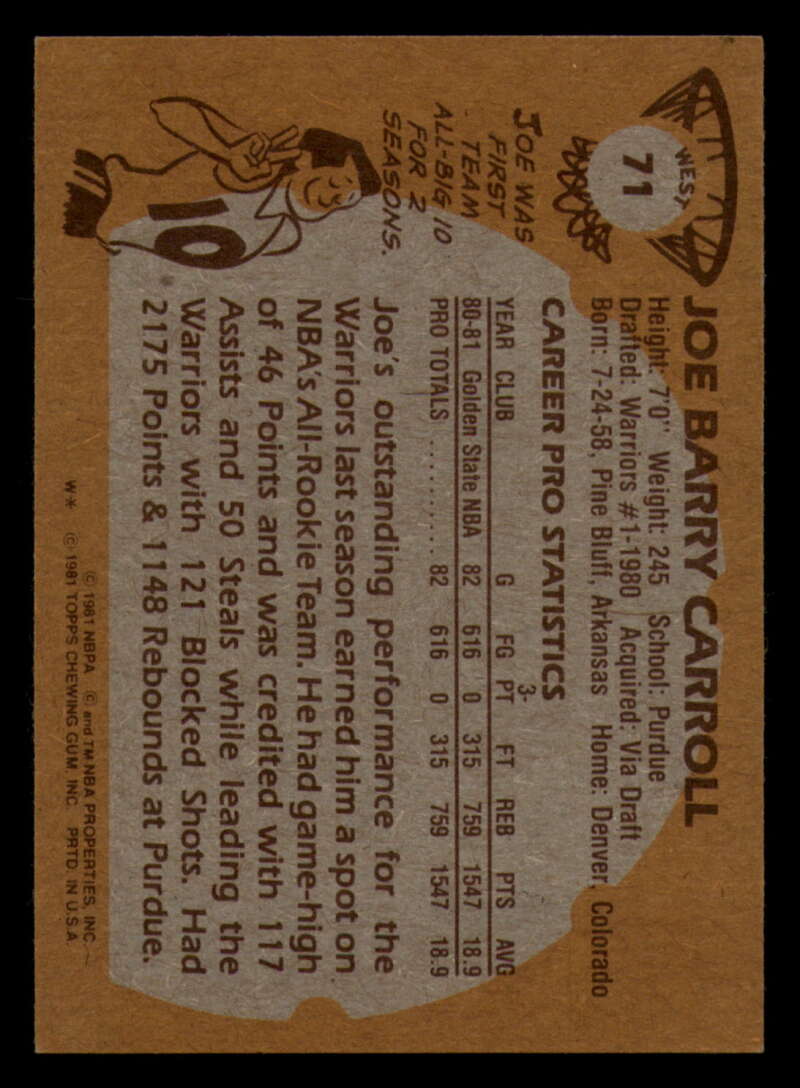 71
WEST
JOE BARRY CARROLL
Height: 7'0" Weight: 245 School: Purdue
Drafted: Warriors #1-1980 Acquired: Via Draft
Born: 7-24-58, Pine Bluff, Arkansas Home: Denver, Colorado
CAREER PRO STATISTICS
3-
YEAR CLUB G FG PT FT REB PTS AVG
80-81 Golden State NBA 82 616 0 315 759 1547 18.9
PRO TOTALS .......... 82 616 0 315 759 1547 18.9
JOE WAS
FIRST
TEAM
ALL-BIG 10
FOR 2
SEASONS.
10
Joe's outstanding performance for the
Warriors last season earned him a spot on
NBA's All-Rookie Team. He had game-high
of 46 Points and was credited with 117
Assists and 50 Steals while leading the
Warriors with 121 Blocked Shots. Had
2175 Points & 1148 Rebounds at Purdue.
© 1981 NBPA © and TM NBA PROPERTIES, INC.
W* © 1981 TOPPS CHEWING GUM, INC. PRTD. IN U.S.A.